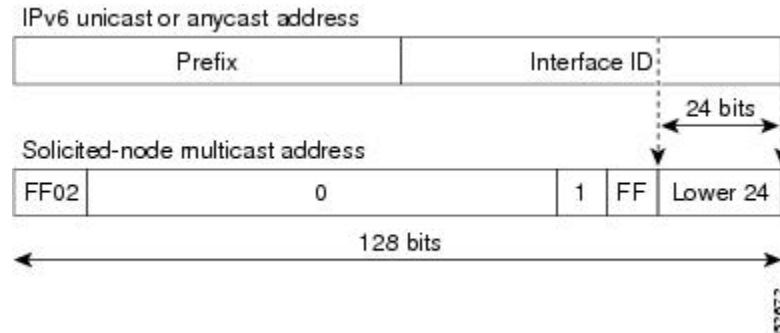 IPv6 unicast or anycast address
Prefix Interface ID
24 bits
Solicited-node multicast address
FF02 0 1 FF Lower 24
128 bits